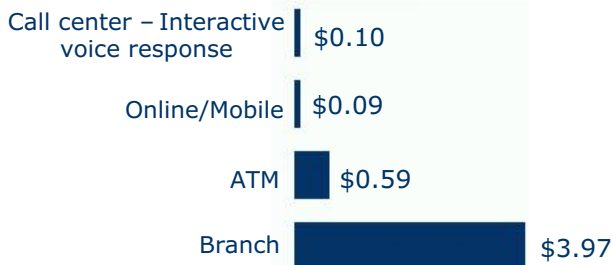 Call center – Interactive
voice response
$0.10
Online/Mobile
$0.09
ATM
$0.59
Branch
$3.97